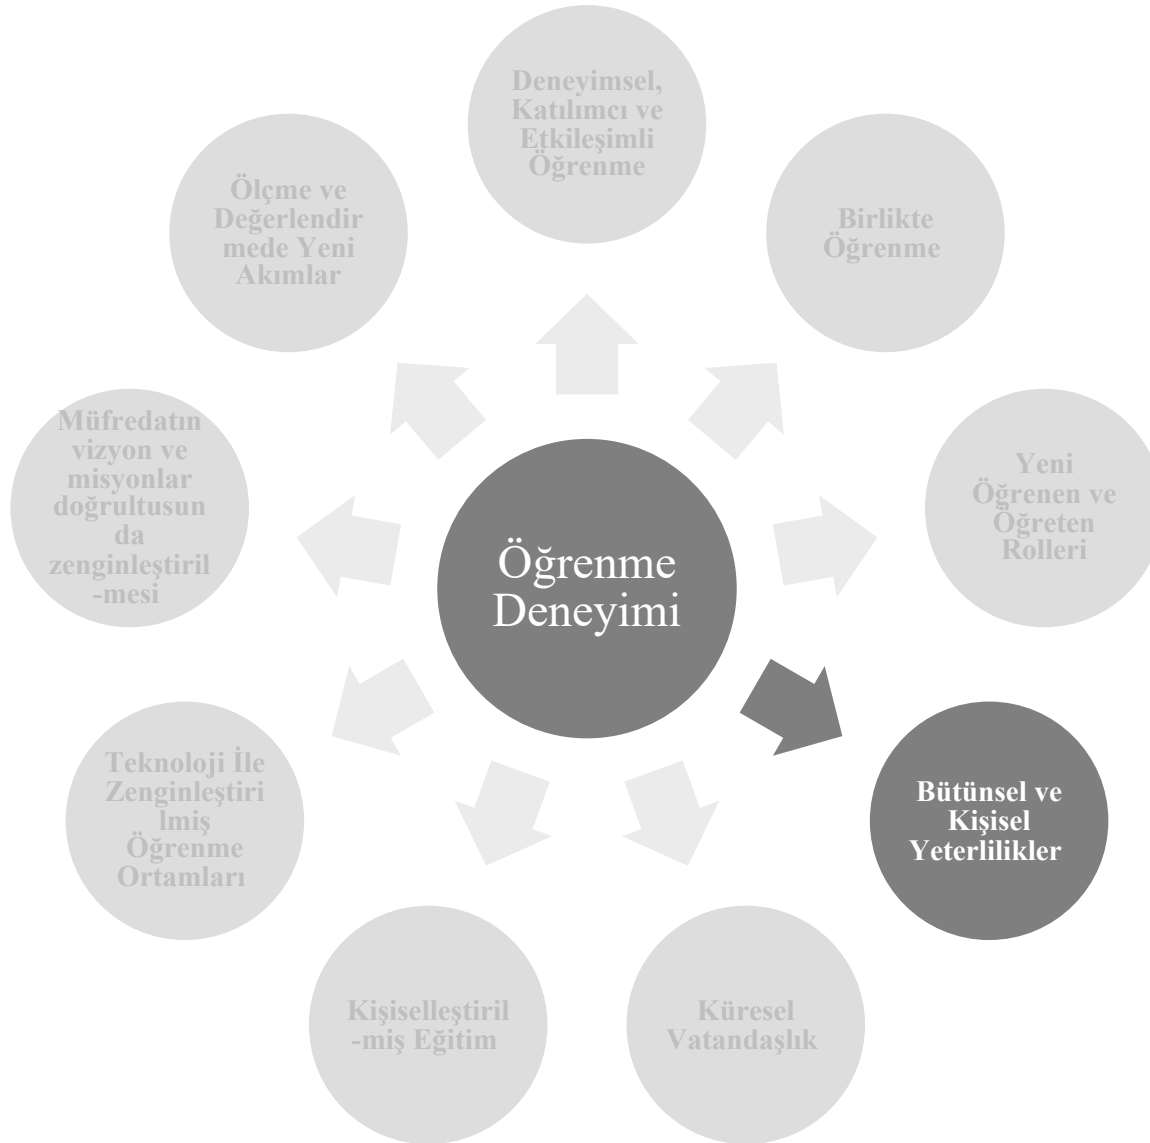 Deneyimsel,
Katılımcı ve
Etkileşimli
Öğrenme
Birlikte
Öğrenme
Yeni
Öğrenen ve
Öğreten
Rolleri
Bütünsel ve
Kişisel
Yeterlilikler
Küresel
Vatandaşlık
Kişiselleştiril
-miş Eğitim
Teknoloji İle
Zenginleştiri
lmiş
Öğrenme
Ortamları
Müfredatın
vizyon ve
misyonlar
doğrultusun
da
zenginleştiril
-mesi
Ölçme ve
Değerlendir
mede Yeni
Akımlar
Öğrenme
Deneyimi